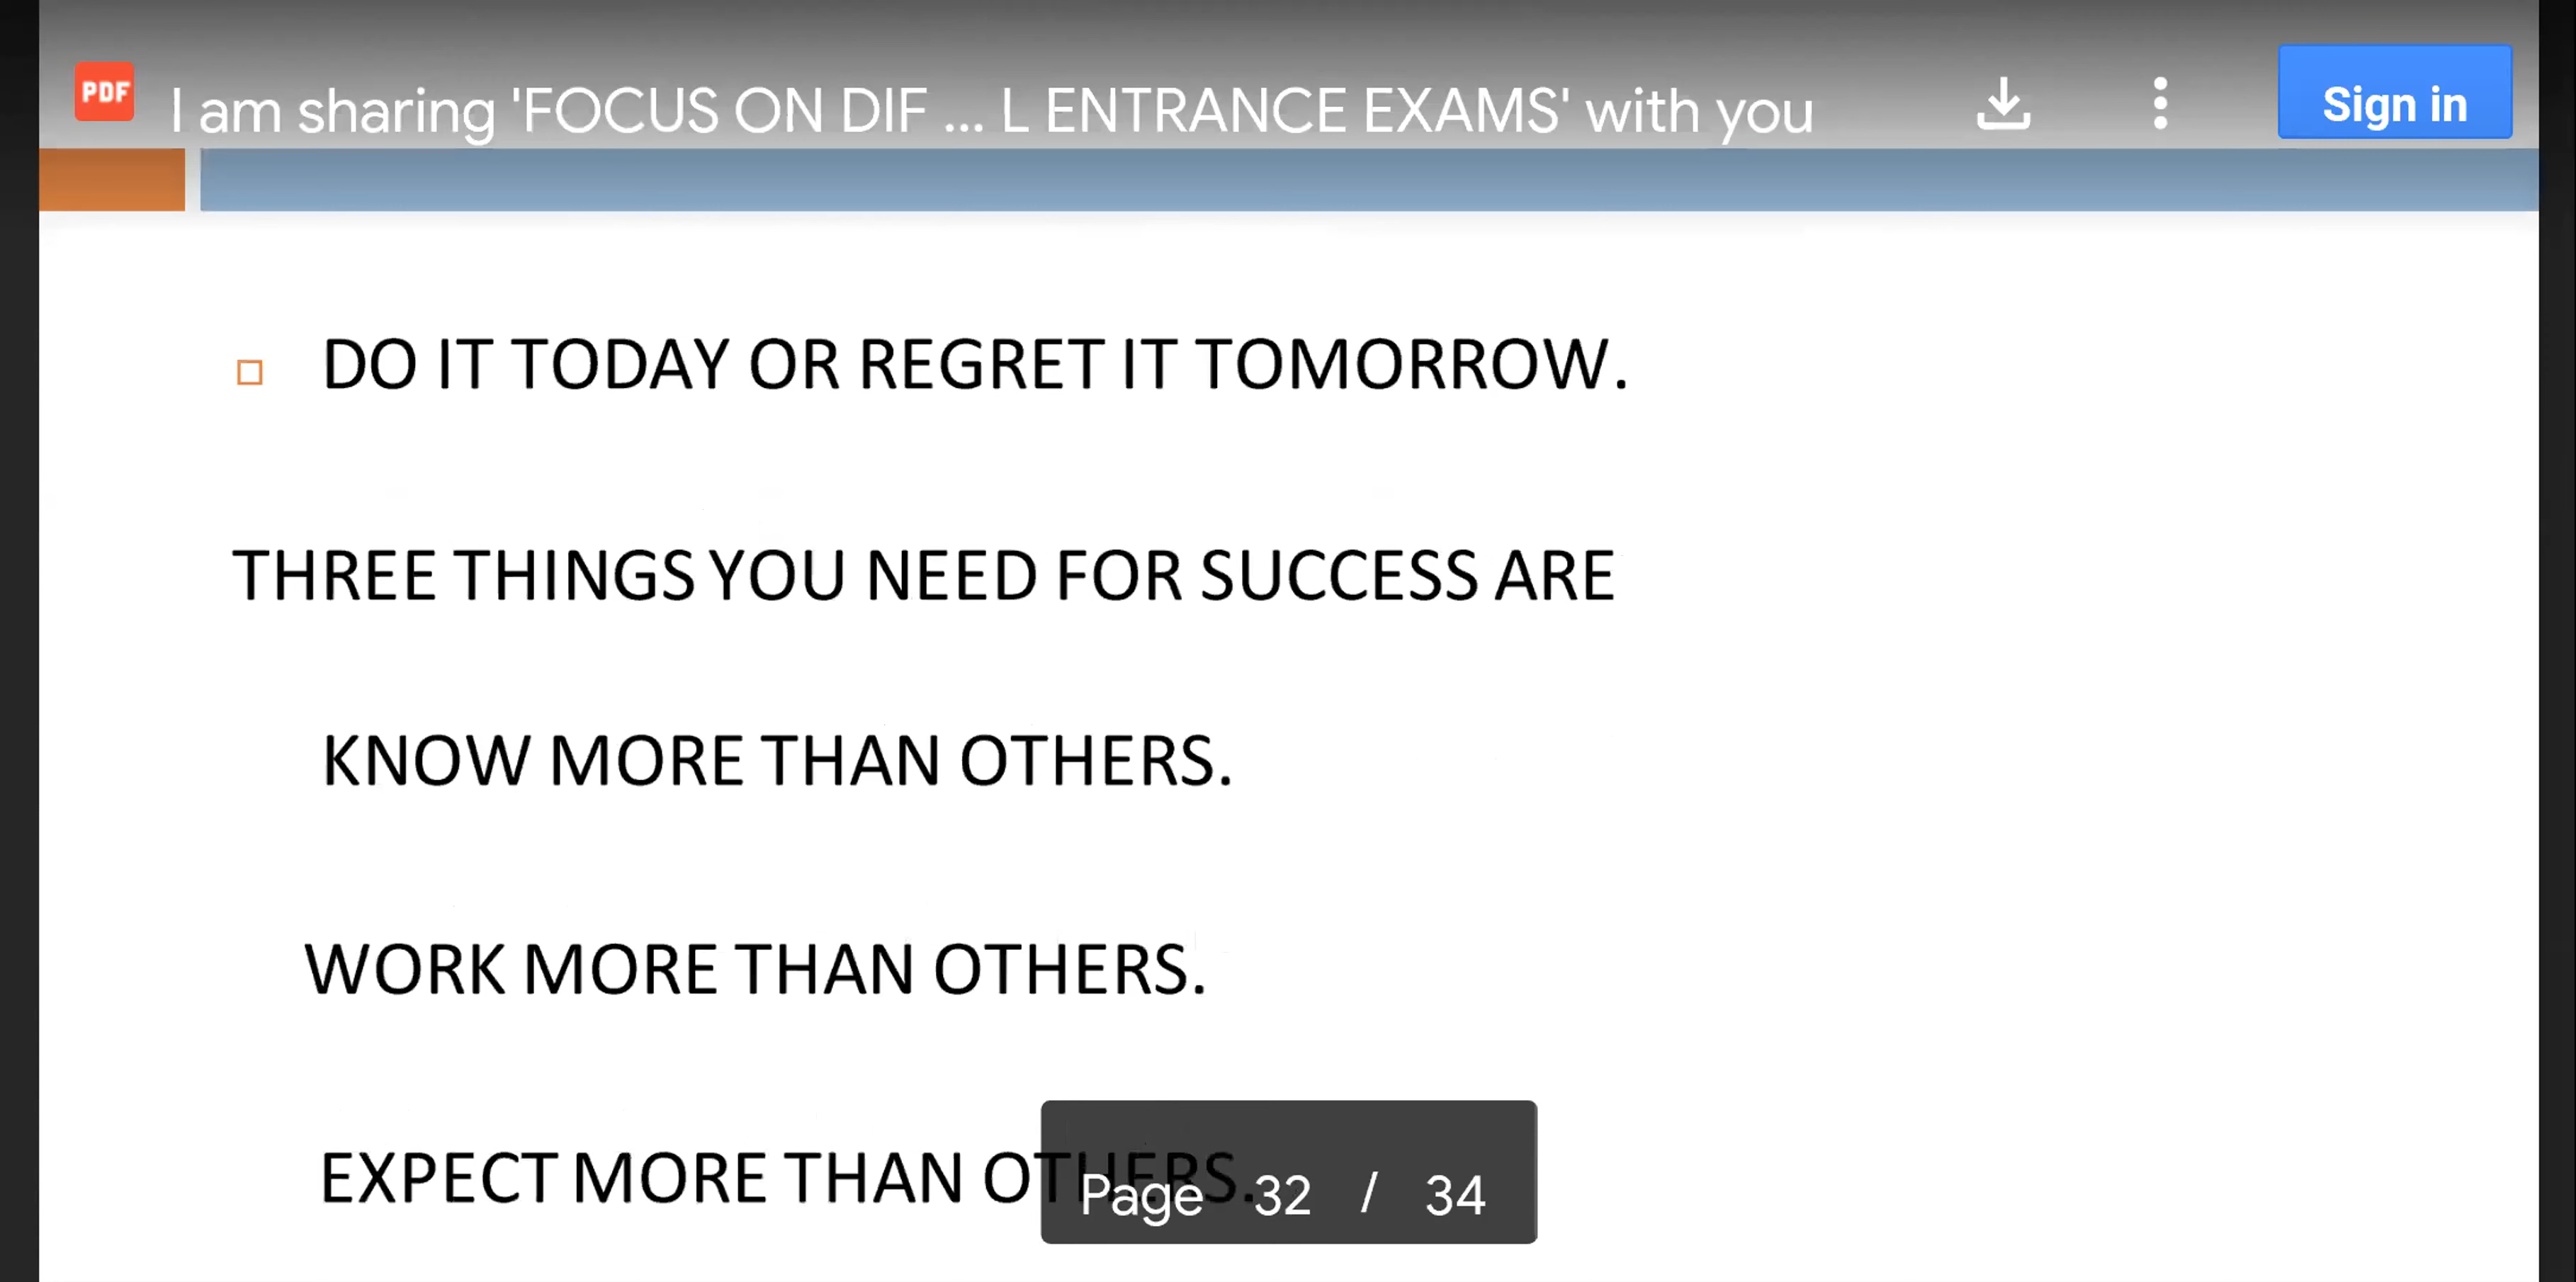 PDF
I am sharing 'FOCUS ON DIF ... L ENTRANCE EXAMS' with you
Sign in
DO IT TODAY OR REGRET IT TOMORROW.
THREE THINGS YOU NEED FOR SUCCESS ARE
KNOW MORE THAN OTHERS.
WORK MORE THAN OTHERS.
EXPECT MORE THAN OTHERS.
Page 32 / 34